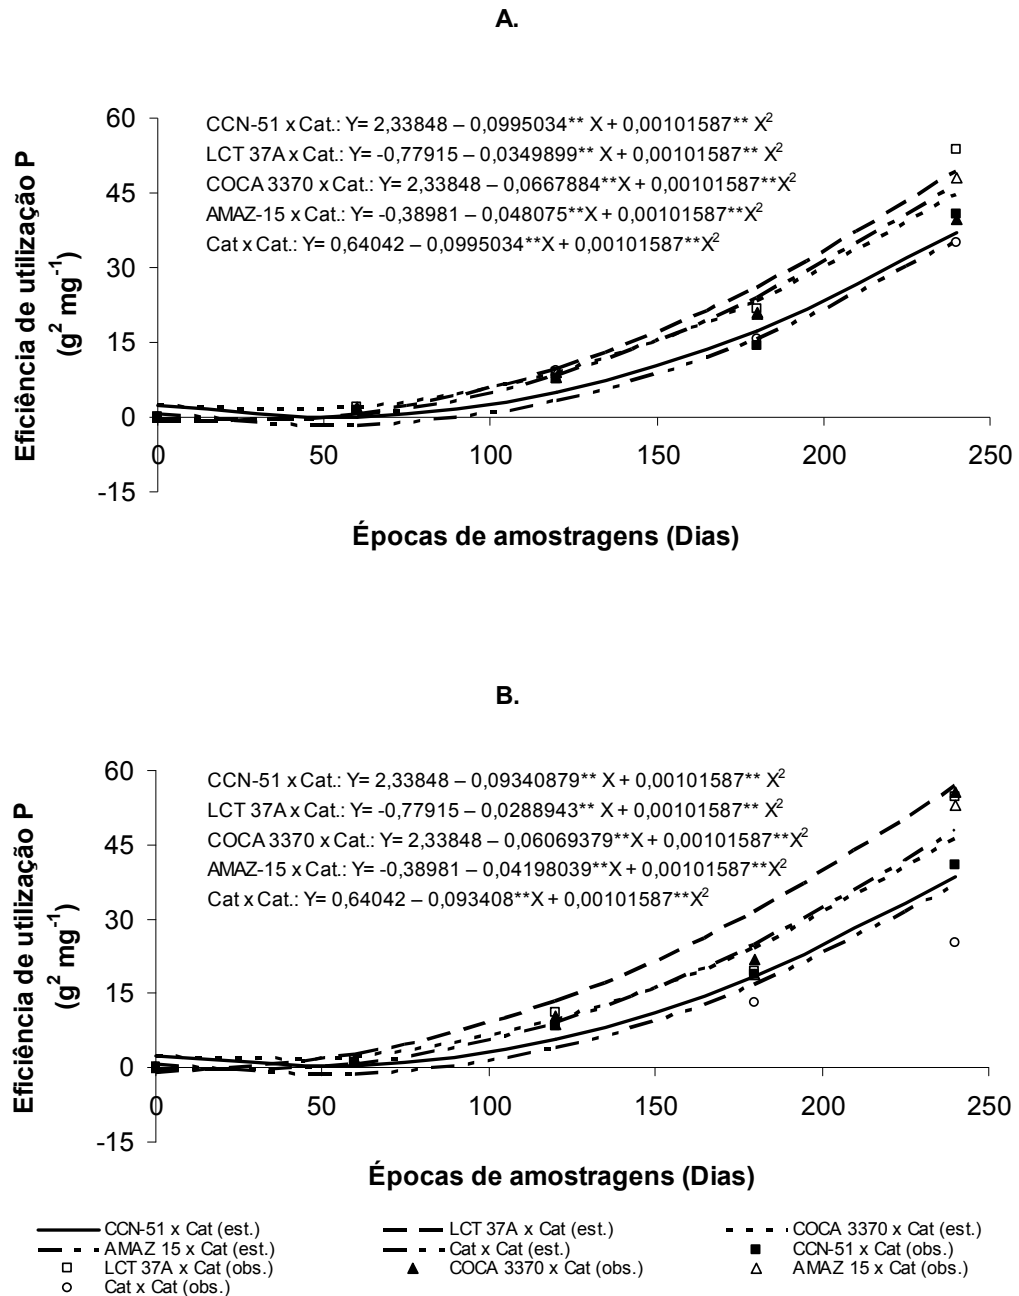 A.
60
45
30
15
0
-15
Eficiência de utilização P
(g² mg⁻¹)
CCN-51 x Cat.: Y= 2,33848 – 0,0995034** X + 0,00101587** X²
LCT 37A x Cat.: Y= -0,77915 – 0,0349899** X + 0,00101587** X²
COCA 3370 x Cat.: Y= 2,33848 – 0,0667884**X + 0,00101587**X²
AMAZ-15 x Cat.: Y= -0,38981 – 0,048075**X + 0,00101587**X²
Cat x Cat.: Y= 0,64042 – 0,0995034**X + 0,00101587**X²
0 50 100 150 200 250
Épocas de amostragens (Dias)
B.
60
45
30
15
0
-15
Eficiência de utilização P
(g² mg⁻¹)
CCN-51 x Cat.: Y= 2,33848 – 0,09340879** X + 0,00101587** X²
LCT 37A x Cat.: Y= -0,77915 – 0,0288943** X + 0,00101587** X²
COCA 3370 x Cat.: Y= 2,33848 – 0,06069379**X + 0,00101587**X²
AMAZ-15 x Cat.: Y= -0,38981 – 0,04198039**X + 0,00101587**X²
Cat x Cat.: Y= 0,64042 – 0,093408**X + 0,00101587**X²
0 50 100 150 200 250
Épocas de amostragens (Dias)
CCN-51 x Cat (est.) LCT 37A x Cat (est.) COCA 3370 x Cat (est.)
AMAZ 15 x Cat (est.) Cat x Cat (est.) CCN-51 x Cat (obs.)
LCT 37A x Cat (obs.) COCA 3370 x Cat (obs.) AMAZ 15 x Cat (obs.)
Cat x Cat (obs.)